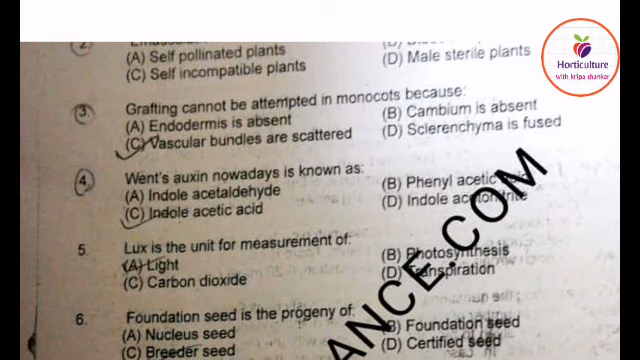 Horticulture
with kripa shankar
2.
(A) Self pollinated plants
(D) Male sterile plants
(C) Self incompatible plants
3. Grafting cannot be attempted in monocots because:
(A) Endodermis is absent (B) Cambium is absent
(C) Vascular bundles are scattered (D) Sclerenchyma is fused
4. Went's auxin nowadays is known as:
(A) Indole acetaldehyde (B) Phenyl acetic
(C) Indole acetic acid (D) Indole acetonitrile
5. Lux is the unit for measurement of:
(A) Light (B) Photosynthesis
(C) Carbon dioxide (D) Transpiration
6. Foundation seed is the progeny of:
(A) Nucleus seed (B) Foundation seed
(C) Breeder seed (D) Certified seed
ANCE.COM